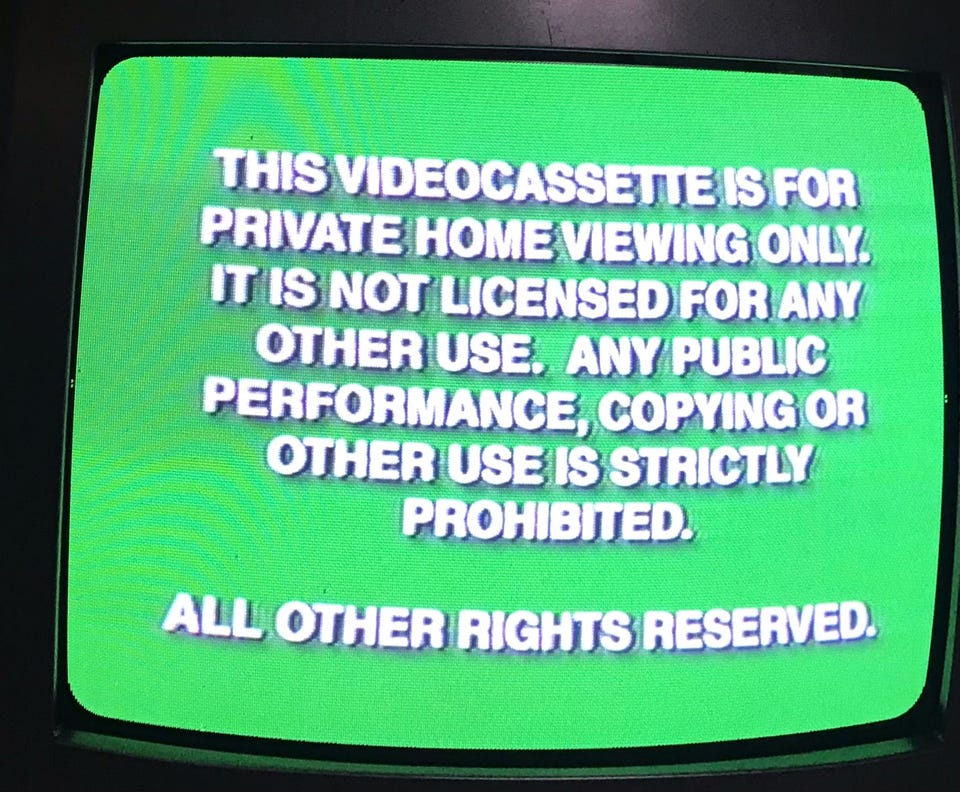 THIS VIDEOCASSETTE IS FOR
PRIVATE HOME VIEWING ONLY.
IT IS NOT LICENSED FOR ANY
OTHER USE. ANY PUBLIC
PERFORMANCE, COPYING OR
OTHER USE IS STRICTLY
PROHIBITED.
ALL OTHER RIGHTS RESERVED.